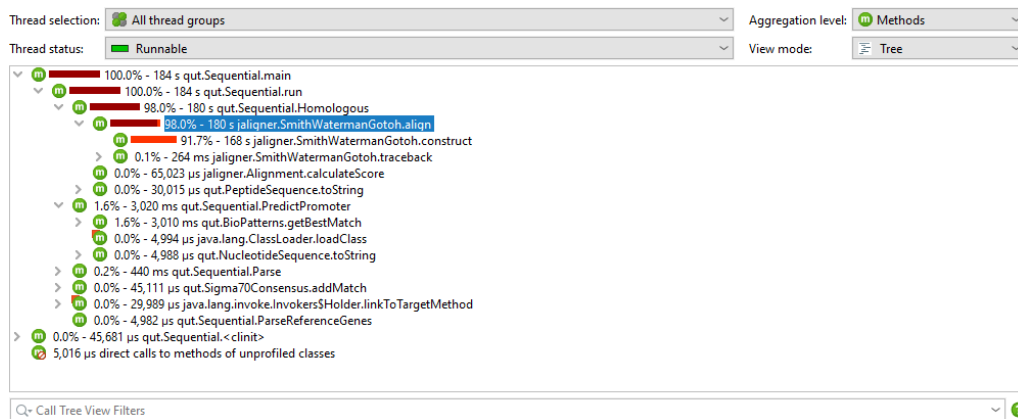 Thread selection: All thread groups Aggregation level: Methods
Thread status: Runnable View mode: Tree
100.0% - 184 s qut.Sequential.main
100.0% - 184 s qut.Sequential.run
98.0% - 180 s qut.Sequential.Homologous
98.0% - 180 s jaligner.SmithWatermanGotoh.align
91.7% - 168 s jaligner.SmithWatermanGotoh.construct
0.1% - 264 ms jaligner.SmithWatermanGotoh.traceback
0.0% - 65,023 µs jaligner.Alignment.calculateScore
0.0% - 30,015 µs qut.PeptideSequence.toString
1.6% - 3,020 ms qut.Sequential.PredictPromoter
1.6% - 3,010 ms qut.BioPatterns.getBestMatch
0.0% - 4,994 µs java.lang.ClassLoader.loadClass
0.0% - 4,988 µs qut.NucleotideSequence.toString
0.2% - 440 ms qut.Sequential.Parse
0.0% - 45,111 µs qut.Sigma70Consensus.addMatch
0.0% - 29,989 µs java.lang.invoke.Invokers$Holder.linkToTargetMethod
0.0% - 4,982 µs qut.Sequential.ParseReferenceGenes
0.0% - 45,681 µs qut.Sequential.<clinit>
5,016 µs direct calls to methods of unprofiled classes
Call Tree View Filters